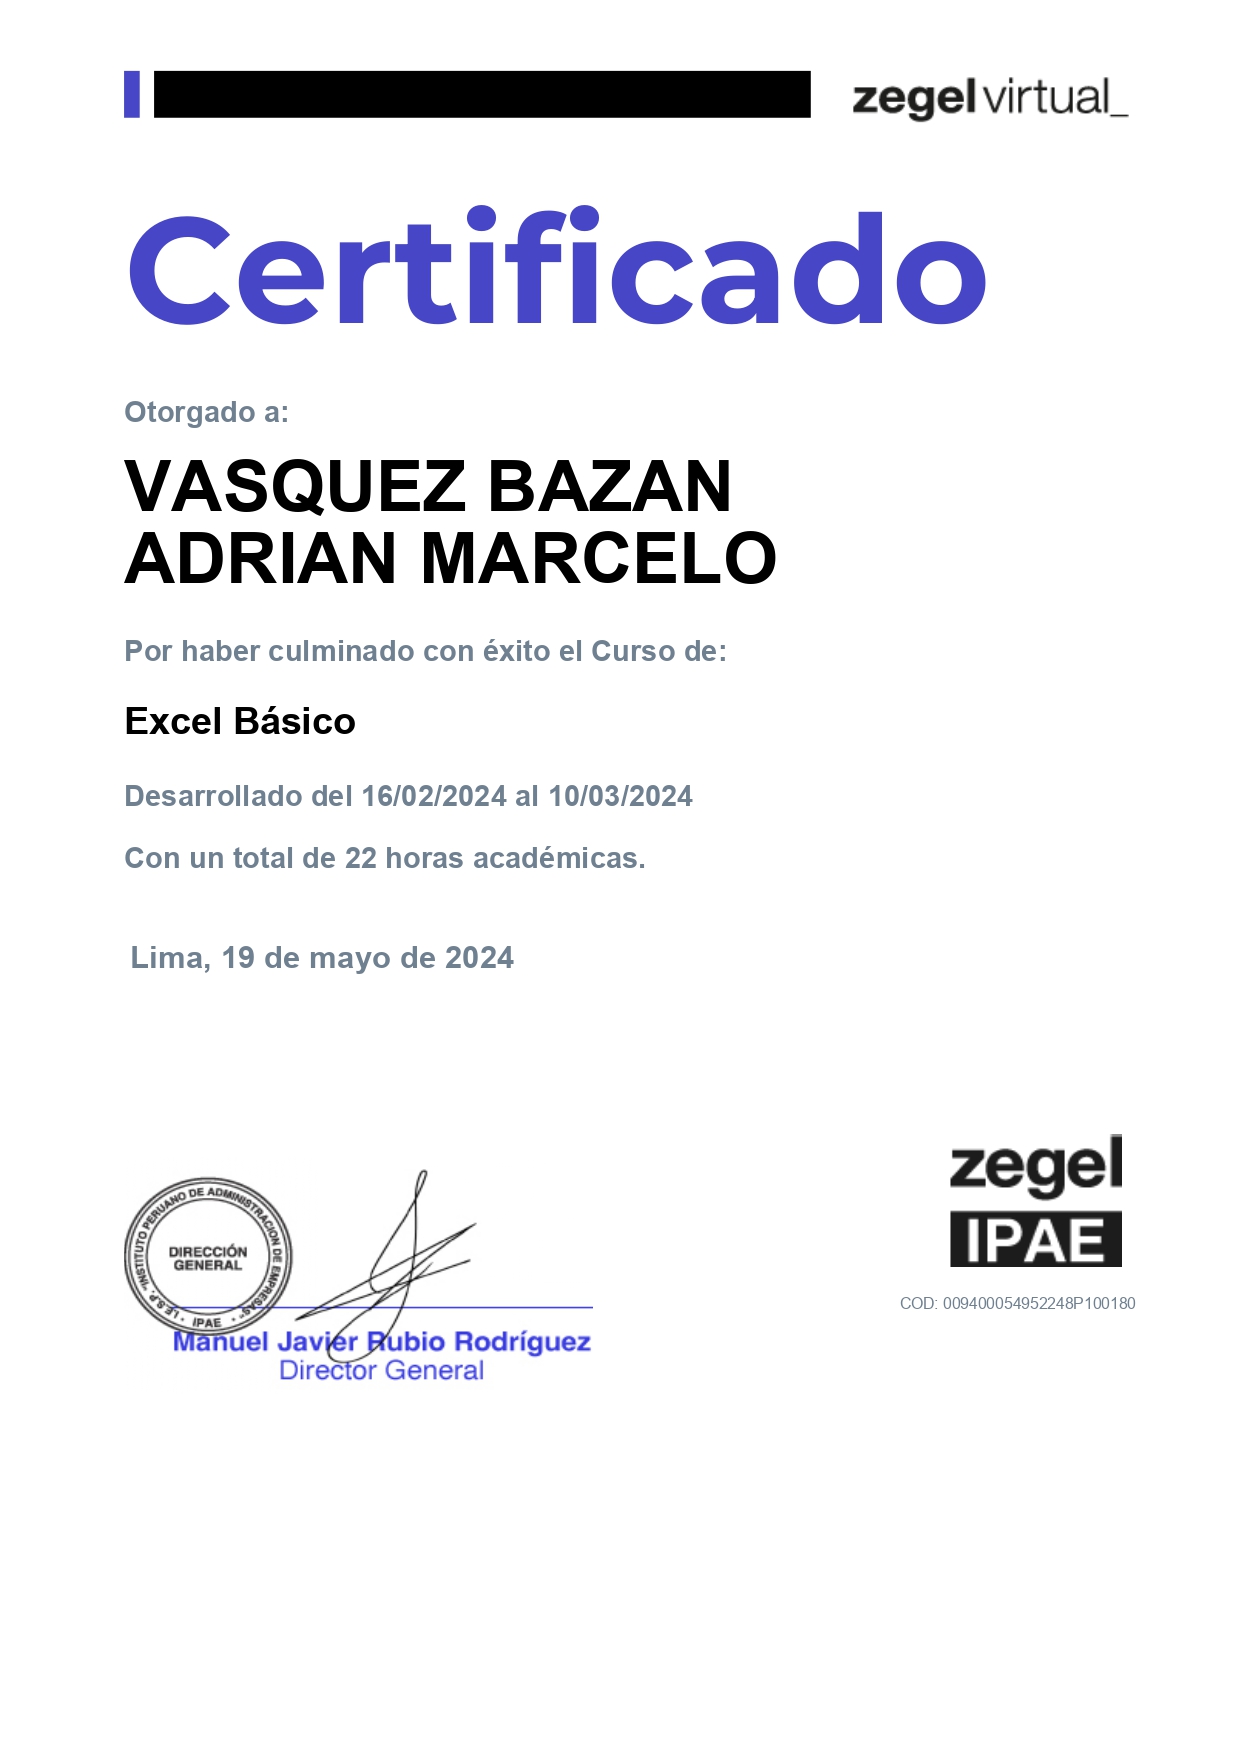 zegel virtual_
Certificado
Otorgado a:
VASQUEZ BAZAN
ADRIAN MARCELO
Por haber culminado con éxito el Curso de:
Excel Básico
Desarrollado del 16/02/2024 al 10/03/2024
Con un total de 22 horas académicas.
Lima, 19 de mayo de 2024
I.E.S.P. "INSTITUTO PERUANO DE ADMINISTRACION DE EMPRESAS"
· IPAE ·
DIRECCIÓN
GENERAL
Manuel Javier Rubio Rodríguez
Director General
zegel
IPAE
COD: 009400054952248P100180